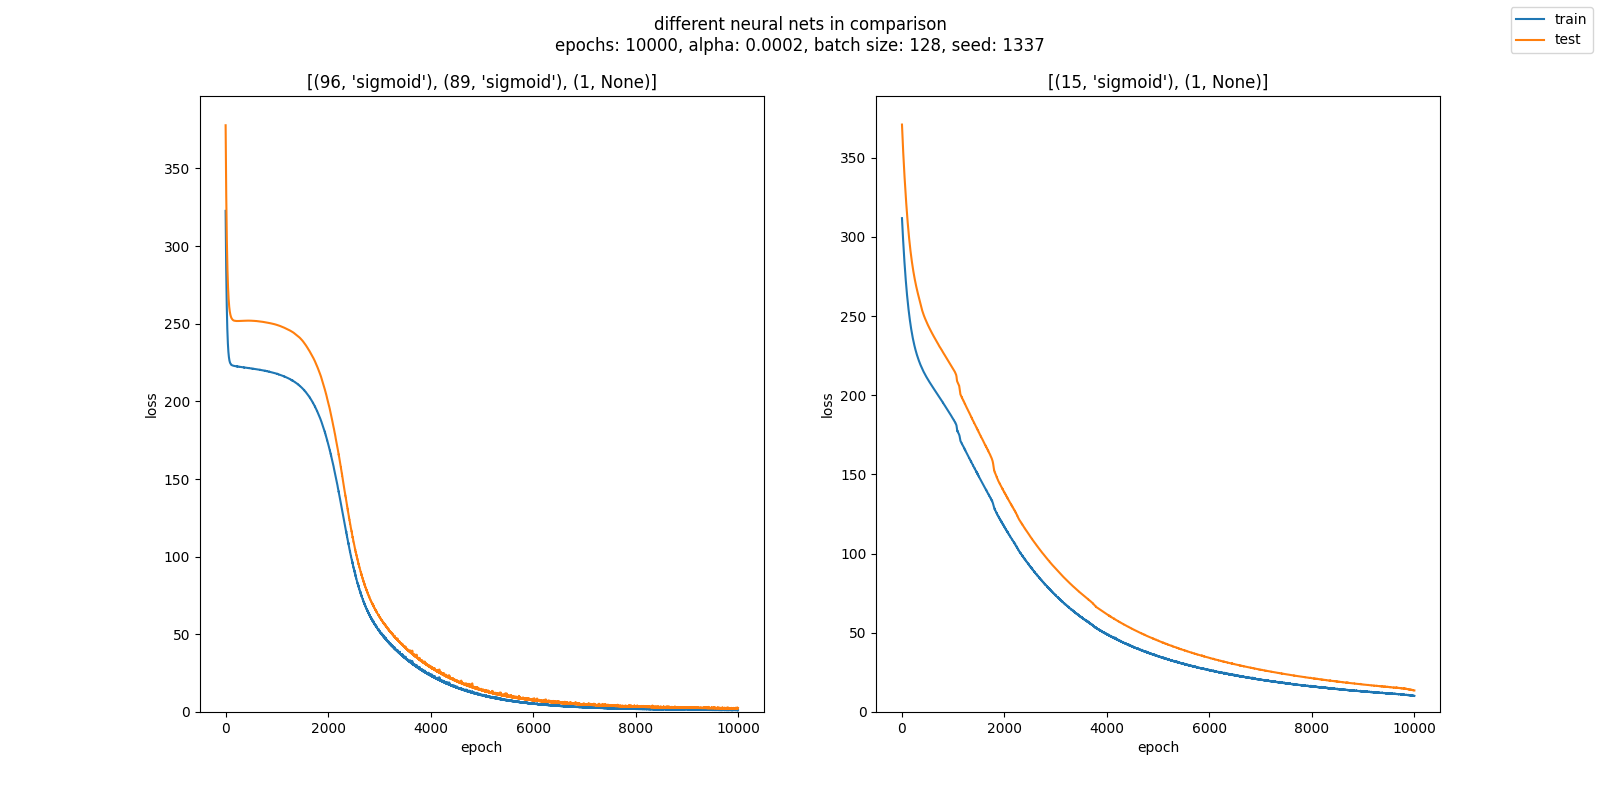 different neural nets in comparison
epochs: 10000, alpha: 0.0002, batch size: 128, seed: 1337
train
test
[(96, 'sigmoid'), (89, 'sigmoid'), (1, None)]
350
300
250
200
150
100
50
0
loss
0 2000 4000 6000 8000 10000
epoch
[(15, 'sigmoid'), (1, None)]
350
300
250
200
150
100
50
0
loss
0 2000 4000 6000 8000 10000
epoch